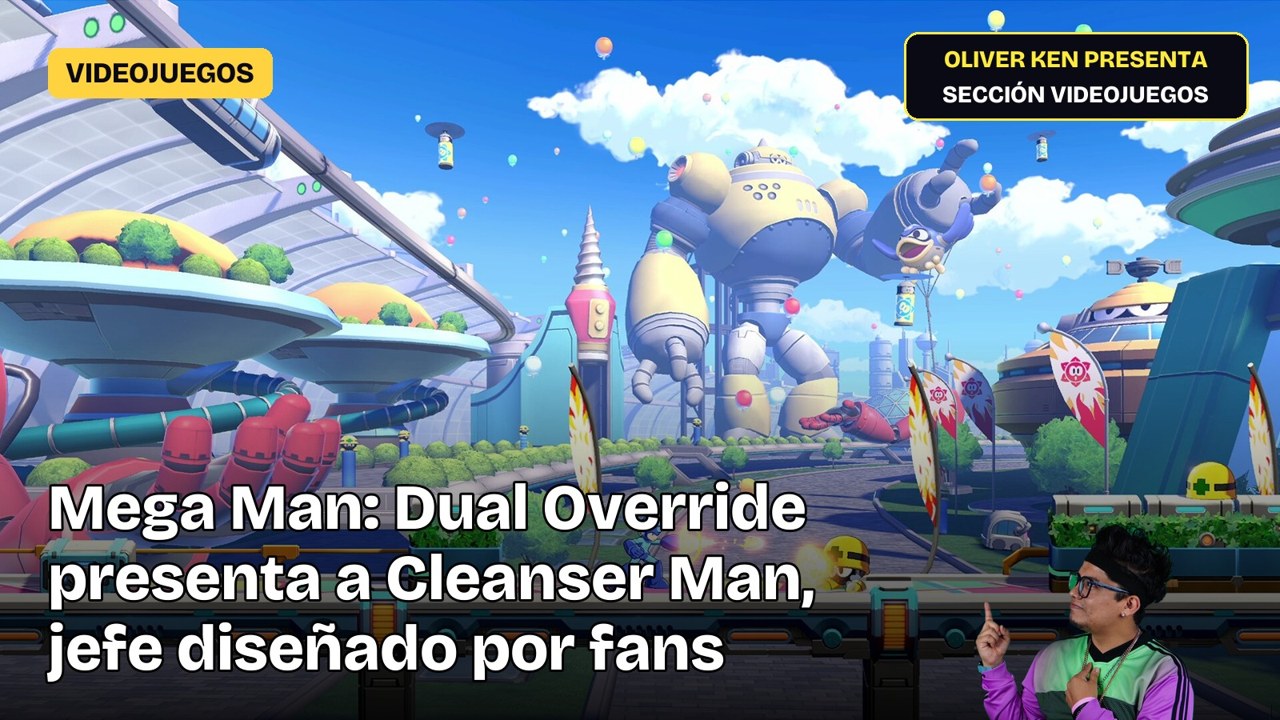 VIDEOJUEGOS
OLIVER KEN PRESENTA
SECCIÓN VIDEOJUEGOS
Mega Man: Dual Override
presenta a Cleanser Man,
jefe diseñado por fans